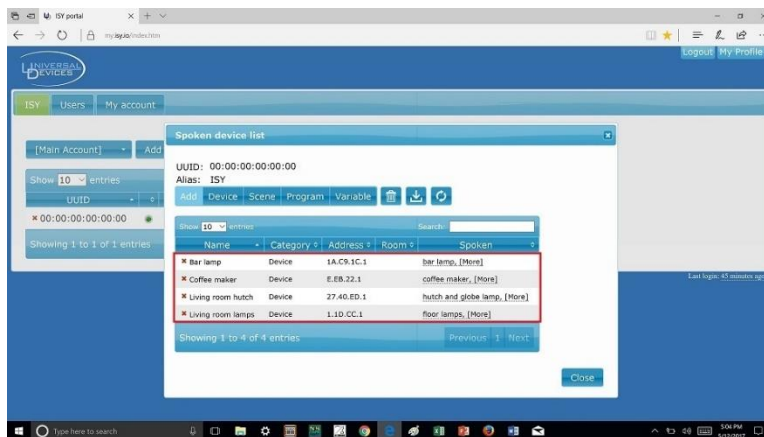 ISY portal
my.isy.io/index.htm
Logout My Profile
UNIVERSAL
DEVICES
ISY Users My account
Spoken device list
[Main Account] Add
UUID: 00:00:00:00:00:00
Alias: ISY
Show 10 entries
Add Device Scene Program Variable
UUID
00:00:00:00:00:00
Showing 1 to 1 of 1 entries
Show 10 entries Search:
Name Category Address Room Spoken
Bar lamp Device 1A.C9.1C.1 bar lamp, [More]
Coffee maker Device E.EB.22.1 coffee maker, [More]
Living room hutch Device 27.40.ED.1 hutch and globe lamp, [More]
Living room lamps Device 1.1D.CC.1 floor lamps, [More]
Last login: 45 minutes ago
Showing 1 to 4 of 4 entries Previous 1 Next
Close
Type here to search
5:04 PM
5/12/2017